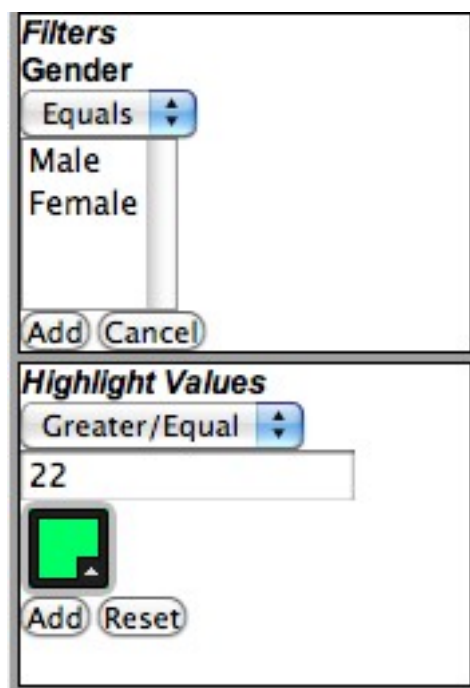 Filters
Gender
Equals
Male
Female
Add Cancel
Highlight Values
Greater/Equal
22
Add Reset